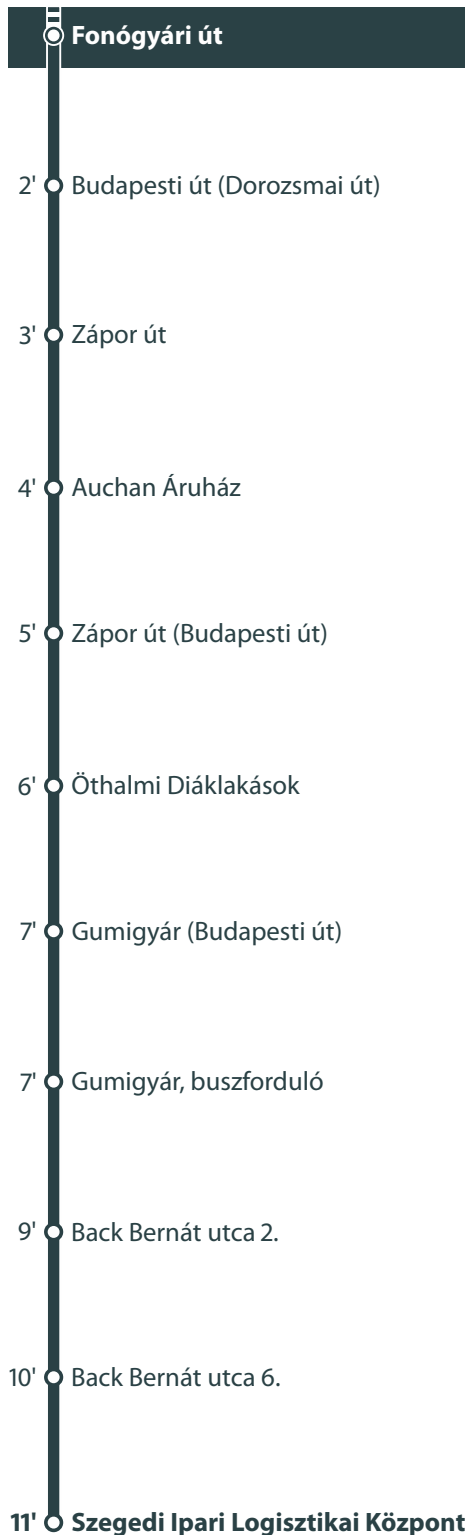 Fonógyári út
2' Budapesti út (Dorozsmai út)
3' Zápor út
4' Auchan Áruház
5' Zápor út (Budapesti út)
6' Öthalmi Diáklakások
7' Gumigyár (Budapesti út)
7' Gumigyár, buszforduló
9' Back Bernát utca 2.
10' Back Bernát utca 6.
11' Szegedi Ipari Logisztikai Központ